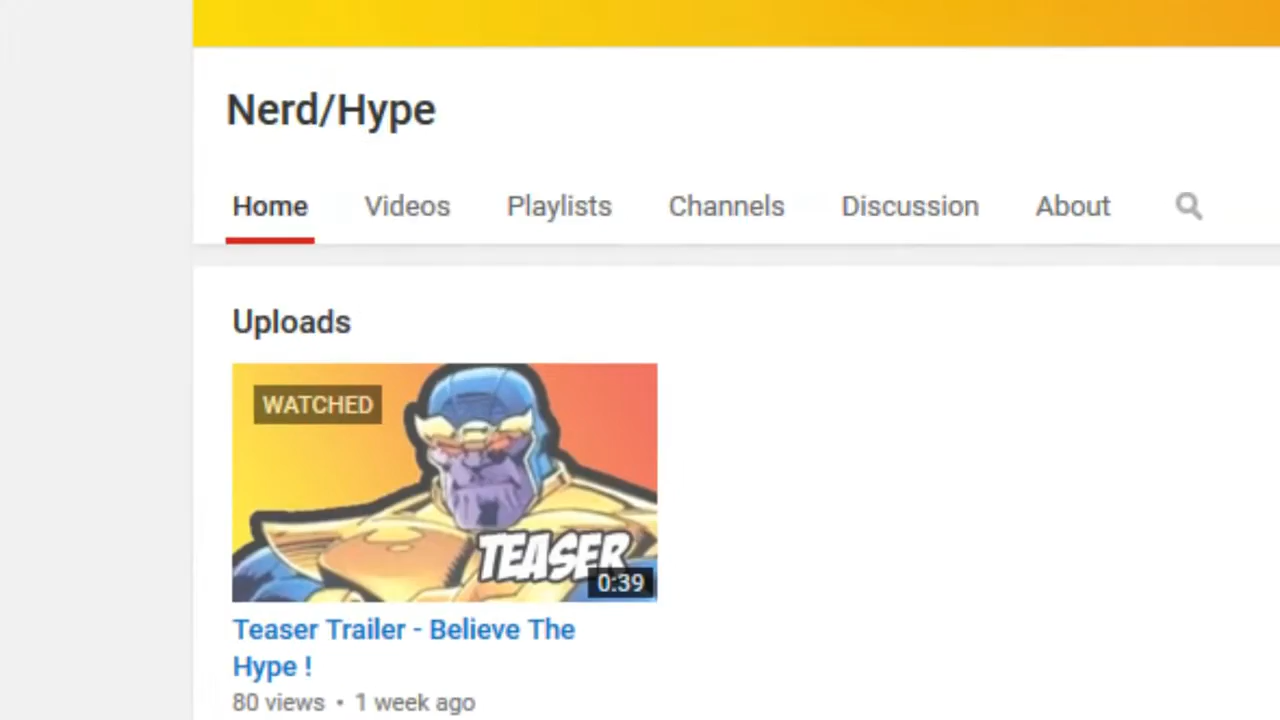 Nerd/Hype
Home Videos Playlists Channels Discussion About
Uploads
WATCHED
TEASER
0:39
Teaser Trailer - Believe The
Hype !
80 views • 1 week ago